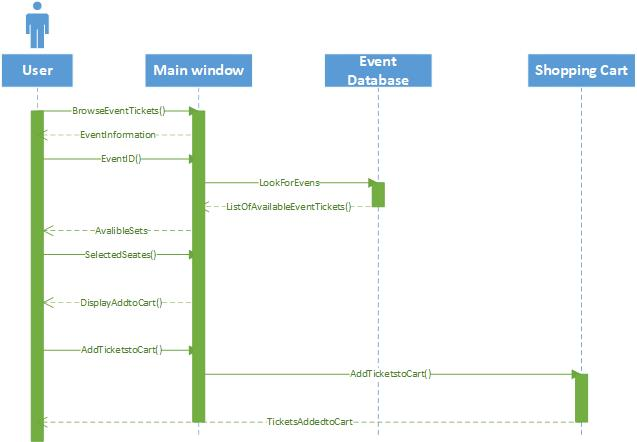 User
Main window
Event
Database
Shopping Cart
BrowseEventTickets()
EventInformation
EventID()
LookForEvens
ListOfAvailableEventTickets()
AvalibleSets
SelectedSeates()
DisplayAddtoCart()
AddTicketstoCart()
AddTicketstoCart()
TicketsAddedtoCart